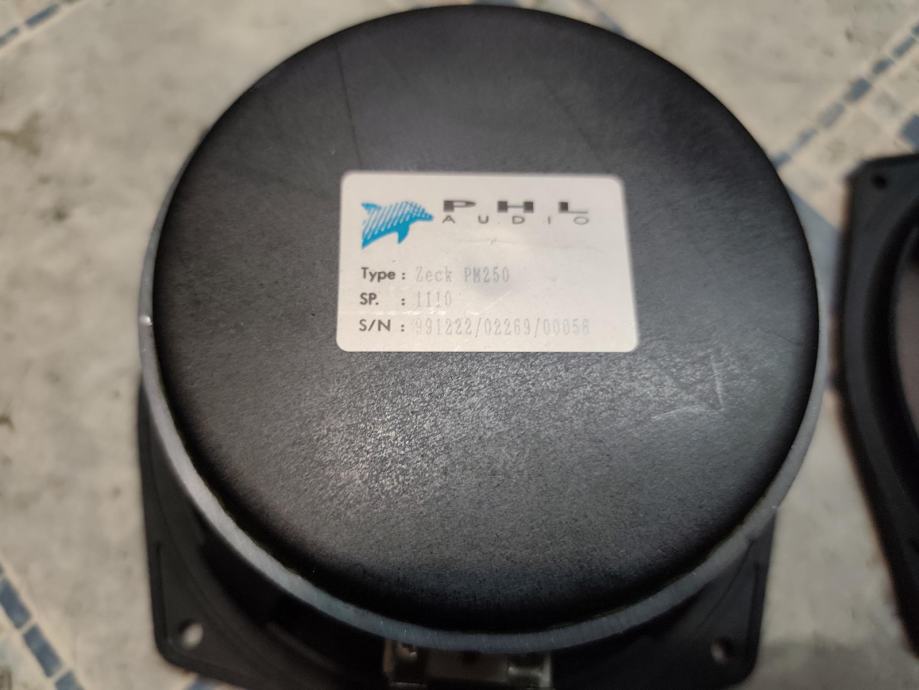 PHL
AUDIO
Type : Zeck PM250
SP. : 1110
S/N : 991222/02269/00058